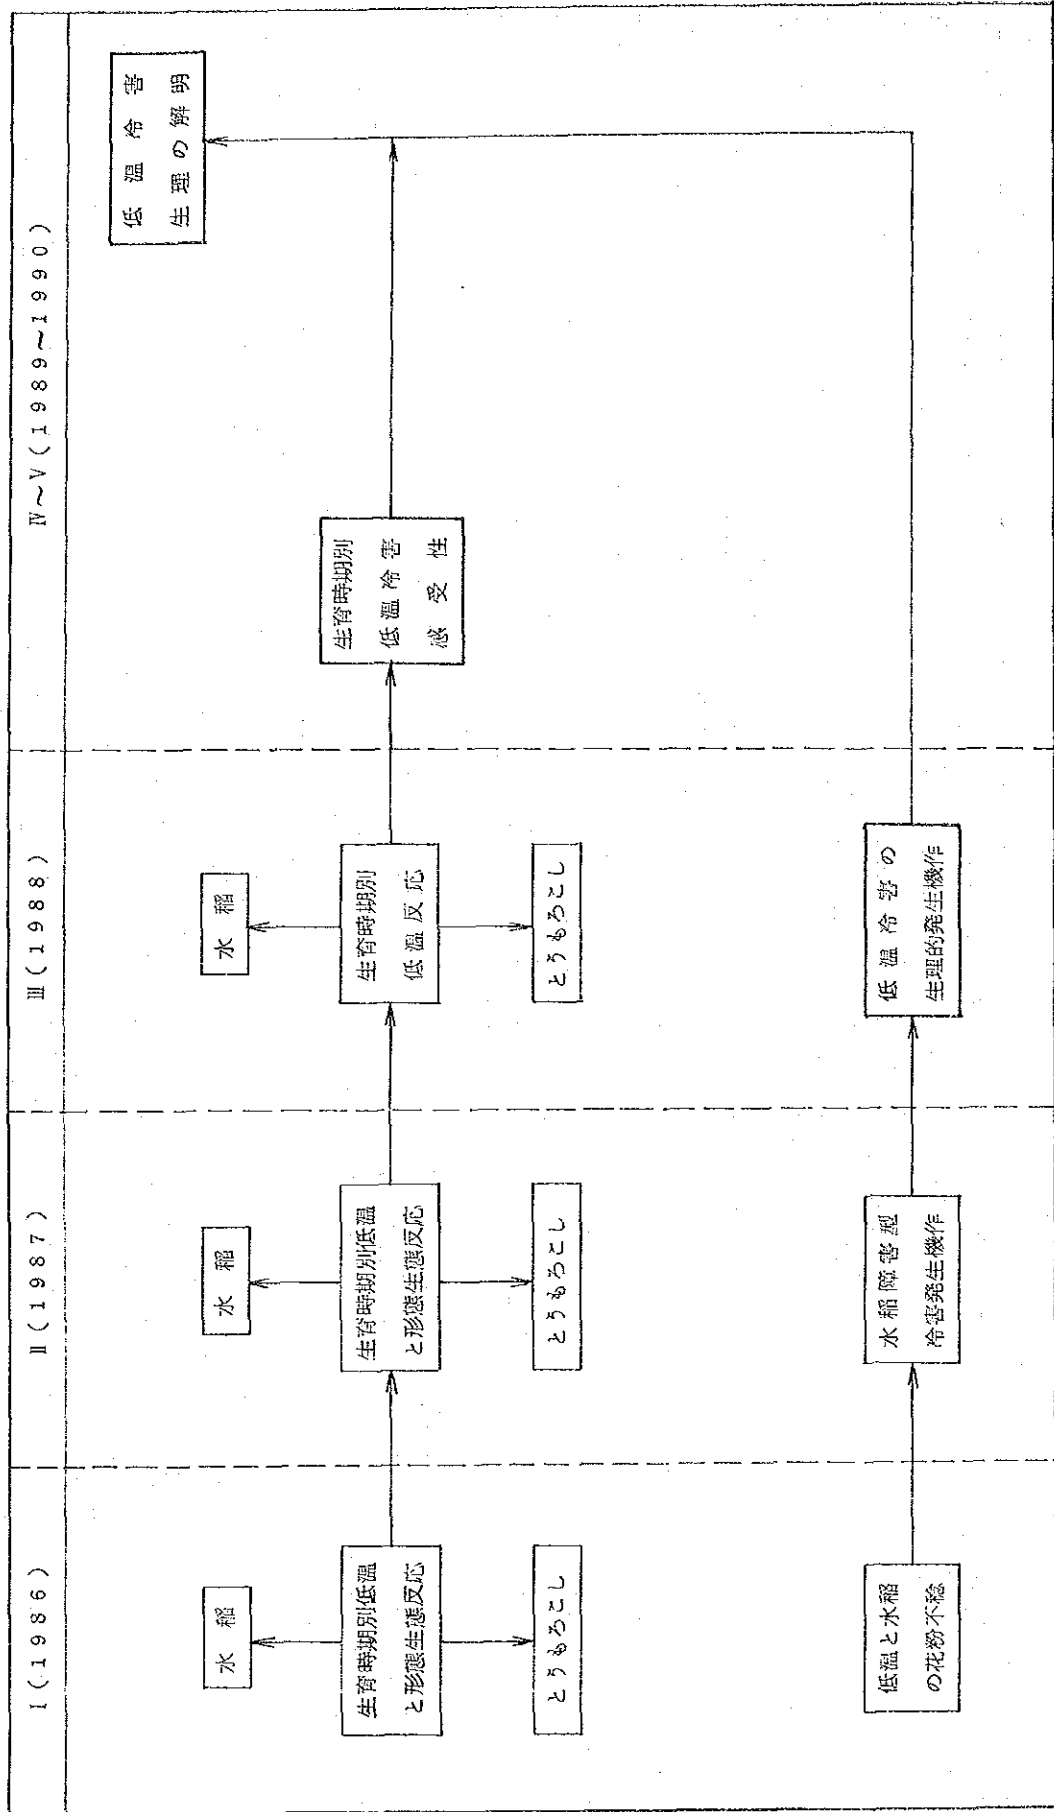 I(1986)
II(1987)
III(1988)
IV~V(1989~1990)
水稲
水稲
水稲
低温冷害
生理の解明
生育時期別低温
と形態生態反応
生育時期別低温
と形態生態反応
生育時期別
低温反応
生育時期別
低温冷害
感受性
とうもろこし
とうもろこし
とうもろこし
低温と水稲
の花粉不稔
水稲障害型
冷害発生機作
低温冷害の
生理的発生機作